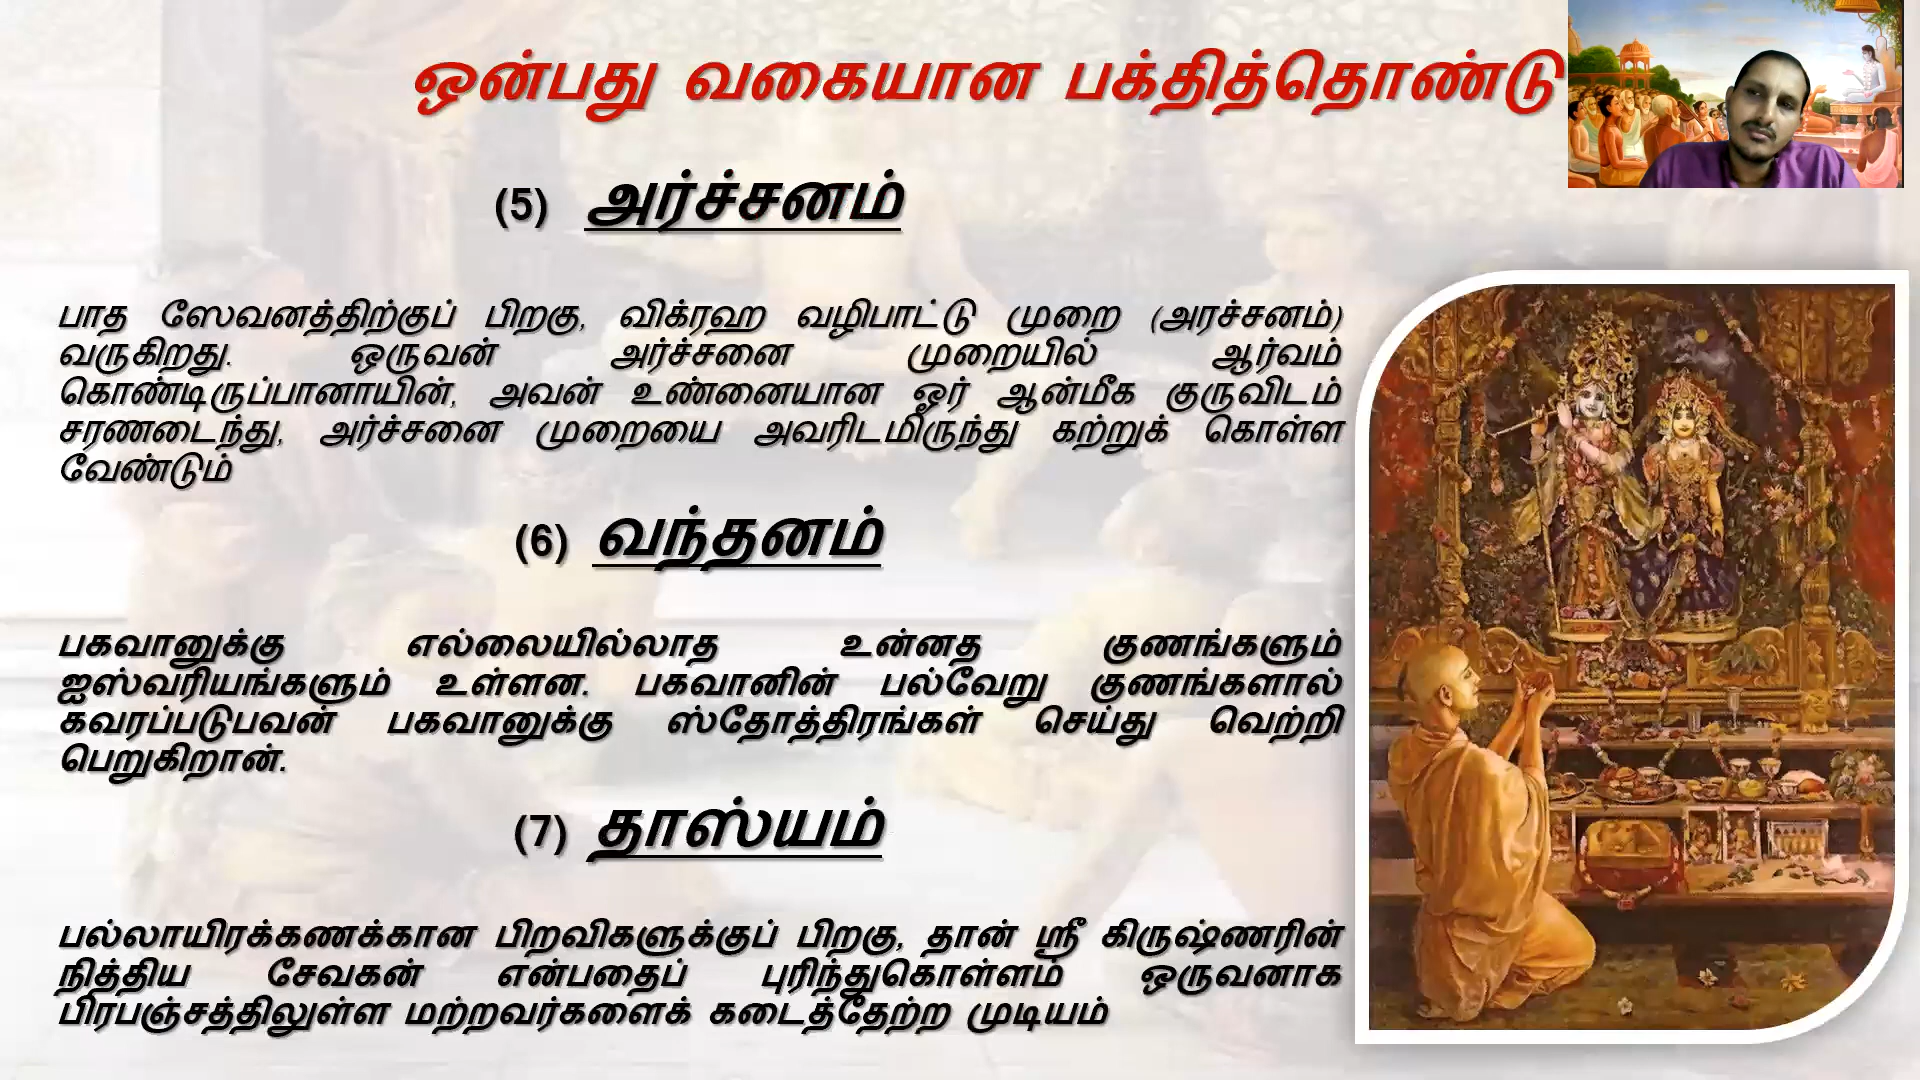 ஒன்பது வகையான பக்தித்தொண்டு
(5) அர்ச்சனம்
பாத ஸேவனத்திற்குப் பிறகு, விக்ரஹ வழிபாட்டு முறை (அரச்சனம்)
வருகிறது. ஒருவன் அர்ச்சனை முறையில் ஆர்வம்
கொண்டிருப்பானாயின், அவன் உண்னையான ஓர் ஆன்மீக குருவிடம்
சரணடைந்து, அர்ச்சனை முறையை அவரிடமிருந்து கற்றுக் கொள்ள
வேண்டும்
(6) வந்தனம்
பகவானுக்கு எல்லையில்லாத உன்னத குணங்களும்
ஐஸ்வரியங்களும் உள்ளன. பகவானின் பல்வேறு குணங்களால்
கவரப்படுபவன் பகவானுக்கு ஸ்தோத்திரங்கள் செய்து வெற்றி
பெறுகிறான்.
(7) தாஸ்யம்
பல்லாயிரக்கணக்கான பிறவிகளுக்குப் பிறகு, தான் ஸ்ரீ கிருஷ்ணரின்
நித்திய சேவகன் என்பதைப் புரிந்துகொள்ளம் ஒருவனாக
பிரபஞ்சத்திலுள்ள மற்றவர்களைக் கடைத்தேற்ற முடியம்